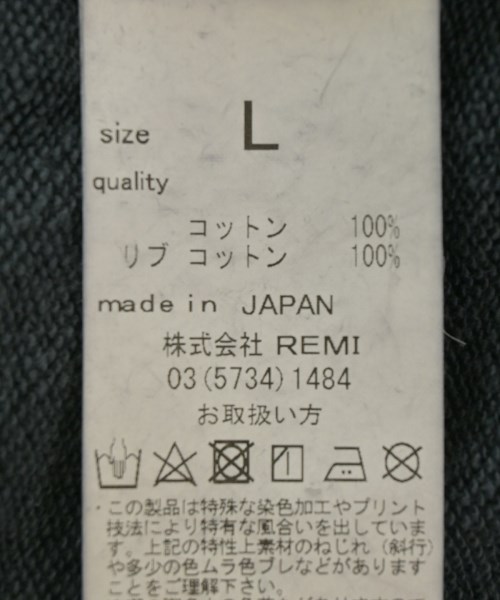 size L
quality
コットン 100%
リブ コットン 100%
made in JAPAN
株式会社 REMI
03(5734)1484
お取扱い方
・この製品は特殊な染色加工やプリント
技法により特有な風合いを出していま
す。上記の特性上素材のねじれ(斜行)
や多少の色ムラ色ブレなどがあります
ことをご理解下さい。